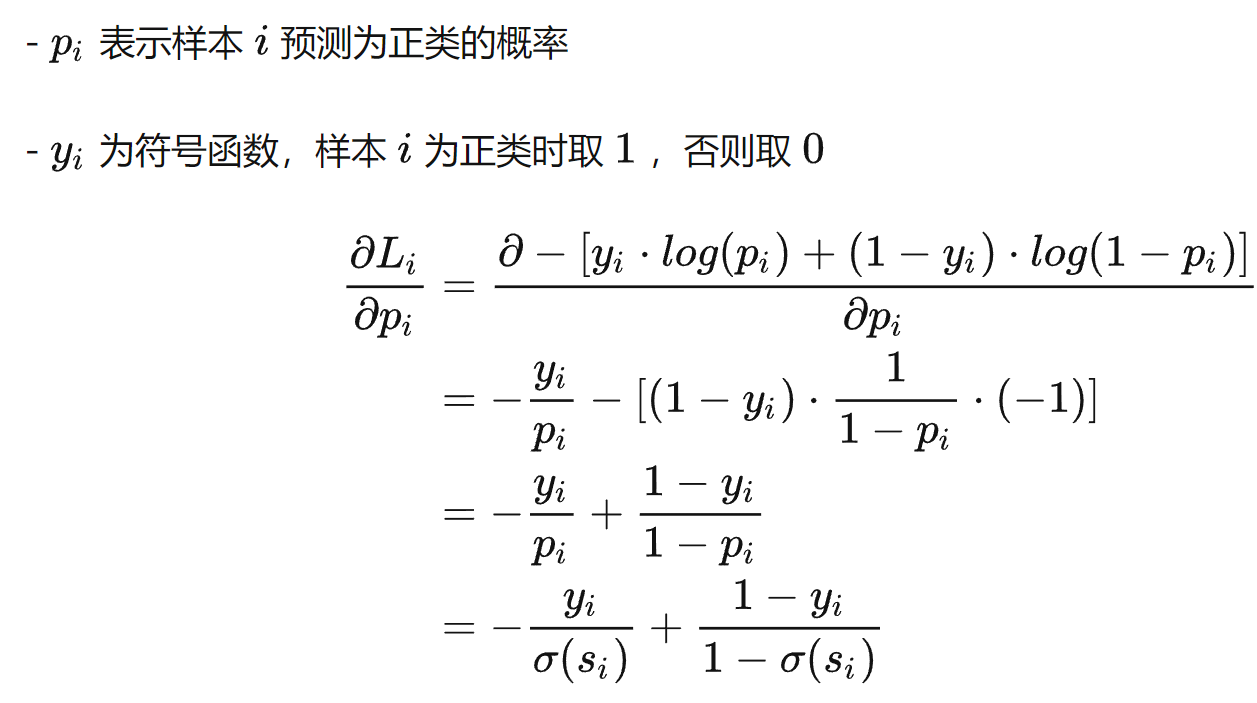 - pᵢ 表示样本 i 预测为正类的概率
- yᵢ 为符号函数，样本 i 为正类时取 1 ，否则取 0
∂Lᵢ/∂pᵢ = ∂ − [yᵢ · log(pᵢ) + (1 − yᵢ) · log(1 − pᵢ)]/∂pᵢ
= − yᵢ/pᵢ − [(1 − yᵢ) · 1/(1 − pᵢ) · (−1)]
= − yᵢ/pᵢ + (1 − yᵢ)/(1 − pᵢ)
= − yᵢ/σ(sᵢ) + (1 − yᵢ)/(1 − σ(sᵢ))